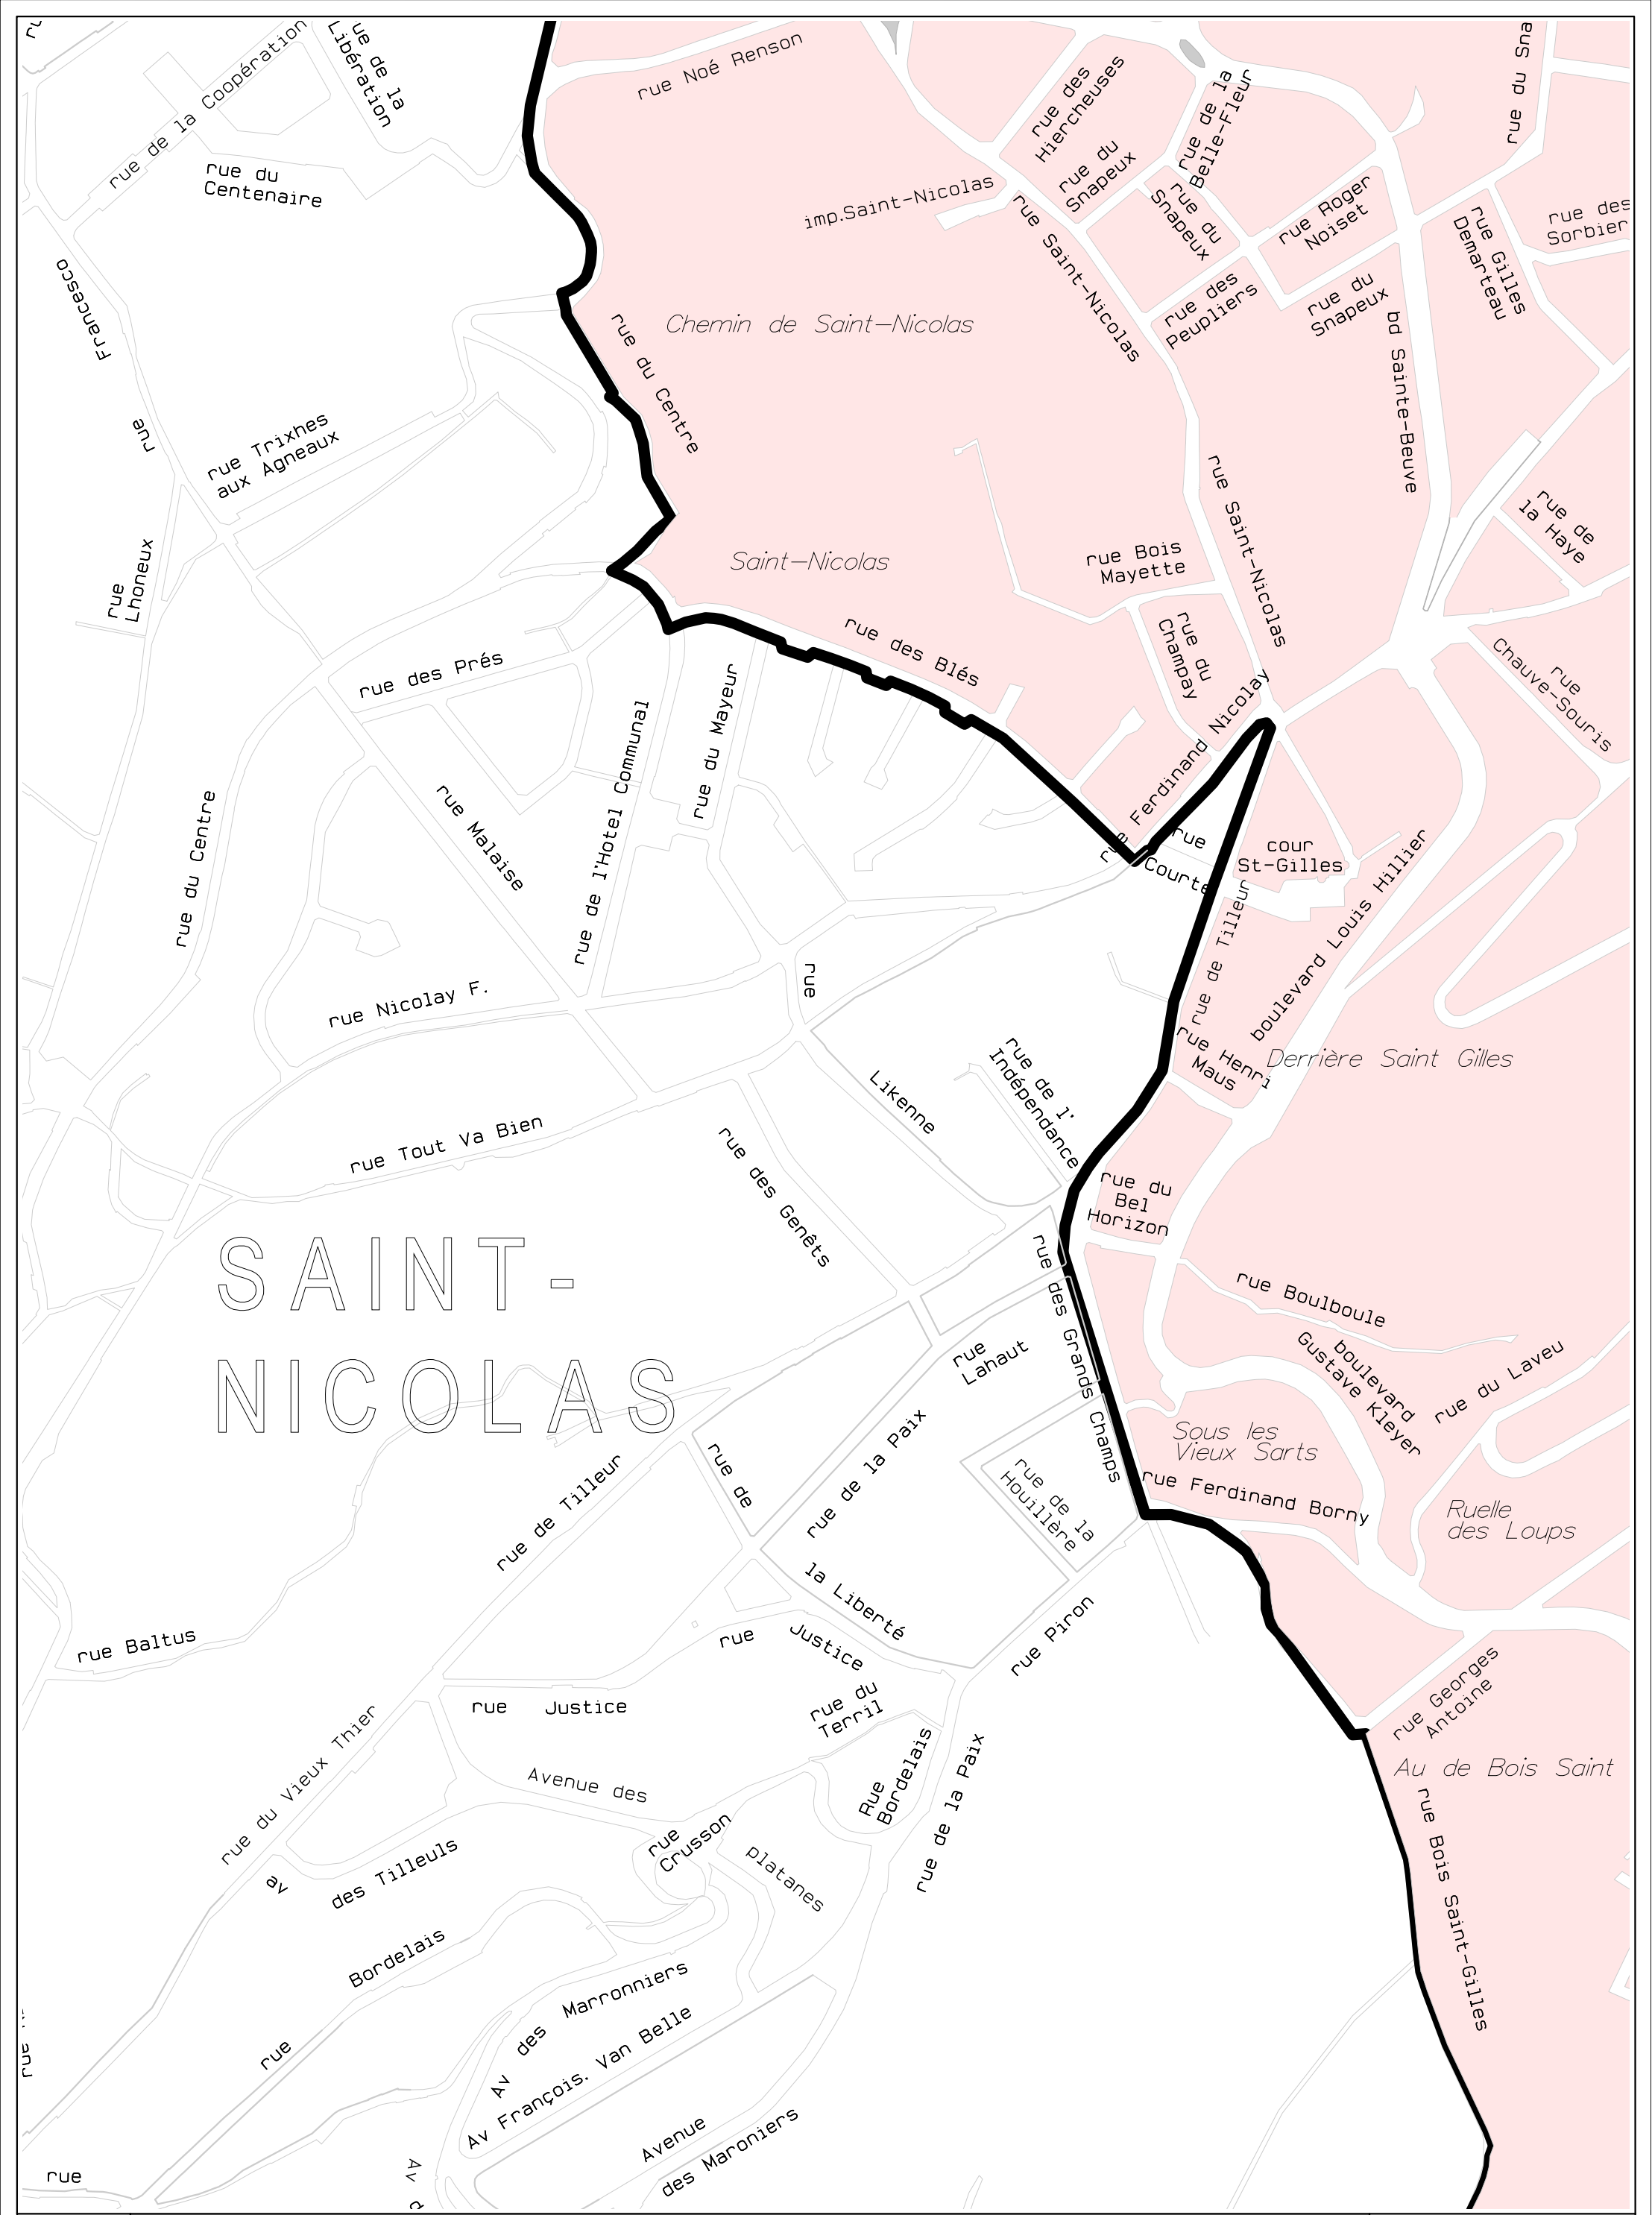 rue de la Coopération
ue de la
Libération
rue Noé Renson
rue des
Hiercheuses
rue de la
Belle-Fleur
rue du Sna
rue du
Centenaire
rue du
Snapeux
imp.Saint-Nicolas
rue du
Snapeux
rue Roger
Noiset
rue Gilles
Demarteau
rue des
Sorbier
rue Saint-Nicolas
Francesco
rue
Chemin de Saint-Nicolas
rue des
Peupliers
rue du
Snapeux
rue du Centre
bd Sainte-Beuve
rue Trixhes
aux Agneaux
rue
Lhoneux
Saint-Nicolas
rue Bois
Mayette
rue Saint-Nicolas
rue de
la Haye
rue du
Champay
rue des Blés
rue
Chauve-Souris
rue des Prés
rue du Mayeur
rue Ferdinand Nicolay
rue de l'Hotel Communal
rue Malaise
rue du Centre
rue
Courte
cour
St-Gilles
boulevard Louis Hillier
rue de Tilleur
rue Nicolay F.
rue
Likenne
rue de l'
Indépendance
rue Henri
Maus
Derrière Saint Gilles
rue Tout Va Bien
rue des Genêts
rue du
Bel
Horizon
SAINT-
NICOLAS
rue des Grands Champs
rue Boulboule
rue
Lahaut
boulevard
Gustave Kleyer
rue du Laveu
rue de la Paix
Sous les
Vieux Sarts
rue de
la Liberté
rue de Tilleur
rue de la
Houillère
rue Ferdinand Borny
Ruelle
des Loups
rue Baltus
rue
Justice
rue Piron
rue Justice
rue du
Terril
rue Georges
Antoine
rue du Vieux Thier
Avenue des
platanes
Rue
Bordelais
rue de la Paix
Au de Bois Saint
rue Bois Saint-Gilles
rue
Crusson
av
des Tilleuls
Bordelais
rue
Av des Marronniers
Av François. Van Belle
Avenue
des Maroniers
rue
Av d
rue